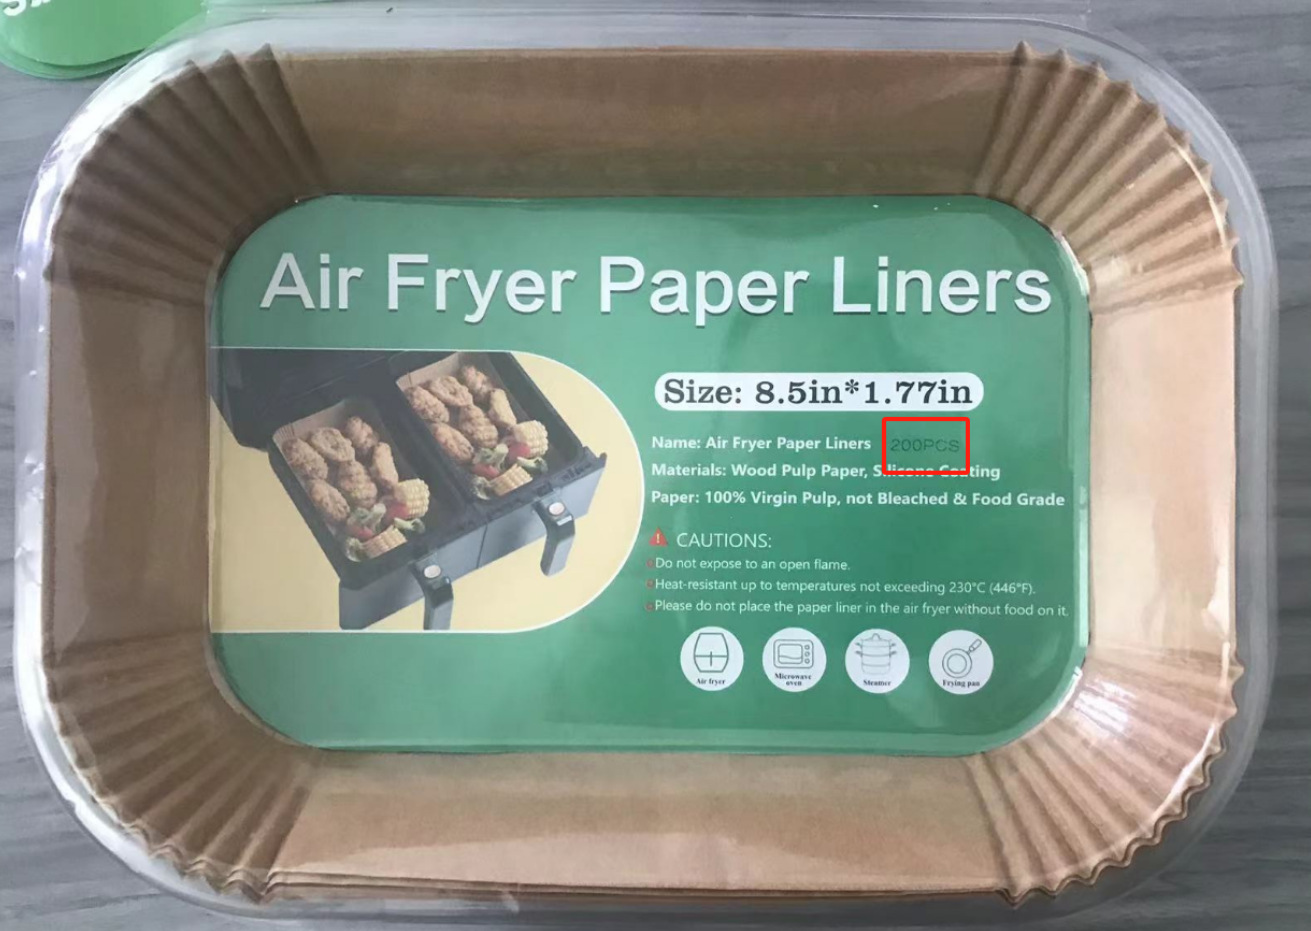 Air Fryer Paper Liners
Size: 8.5in*1.77in
Name: Air Fryer Paper Liners 200PCS
Materials: Wood Pulp Paper, Silicone Coating
Paper: 100% Virgin Pulp, not Bleached & Food Grade
CAUTIONS:
Do not expose to an open flame.
Heat-resistant up to temperatures not exceeding 230°C (446°F).
Please do not place the paper liner in the air fryer without food on it.
Air fryer
Microwave
oven
Steamer
Frying pan